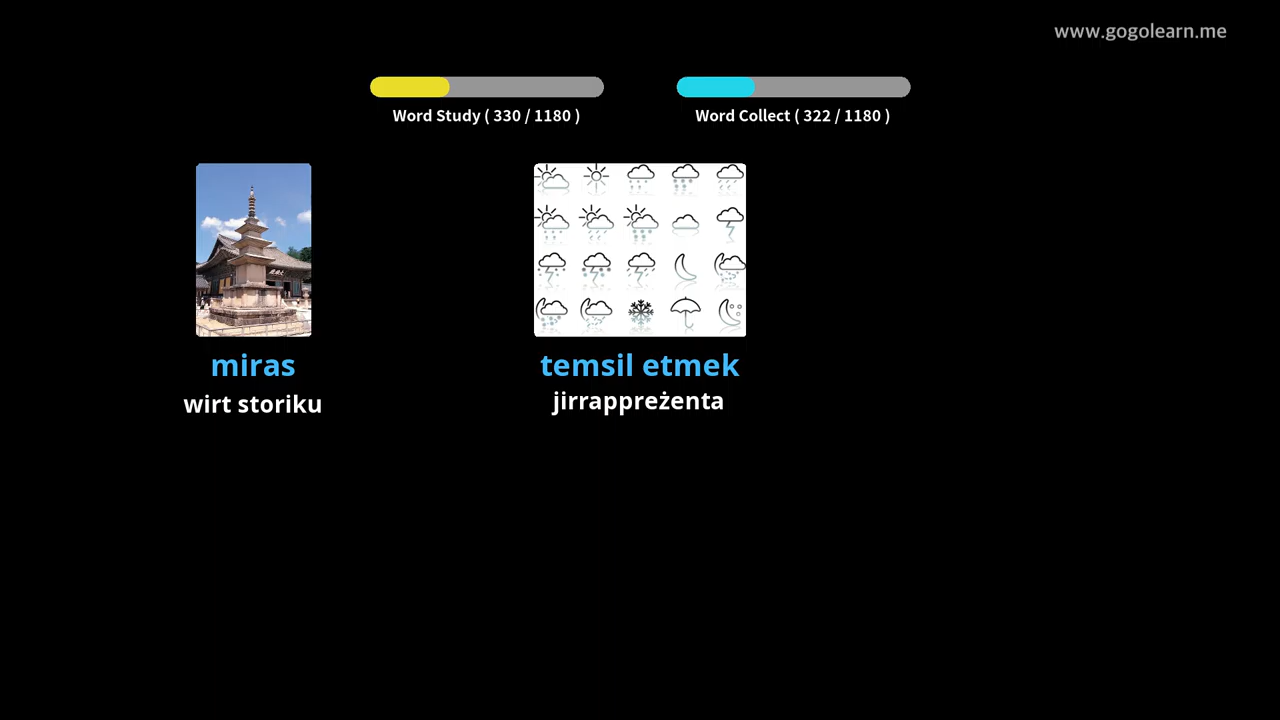 www.gogolearn.me
Word Study ( 330 / 1180 )
Word Collect ( 322 / 1180 )
miras
wirt storiku
temsil etmek
jirrappreżenta